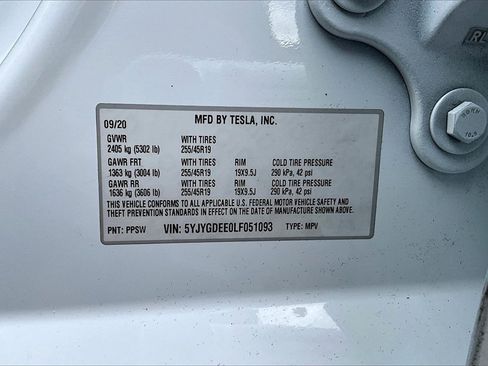 RL
09/20 MFD BY TESLA, INC.
GVWR WITH TIRES
2405 kg (5302 lb) 255/45R19
GAWR FRT WITH TIRES RIM COLD TIRE PRESSURE
1363 kg (3004 lb) 255/45R19 19X9.5J 290 kPa, 42 psi
GAWR RR WITH TIRES RIM COLD TIRE PRESSURE
1636 kg (3606 lb) 255/45R19 19X9.5J 290 kPa, 42 psi
THIS VEHICLE CONFORMS TO ALL APPLICABLE U.S. FEDERAL MOTOR VEHICLE SAFETY AND
THEFT PREVENTION STANDARDS IN EFFECT ON THE DATE OF MANUFACTURE SHOWN ABOVE.
PNT: PPSW VIN: 5YJYGDEE0LF051093 TYPE: MPV